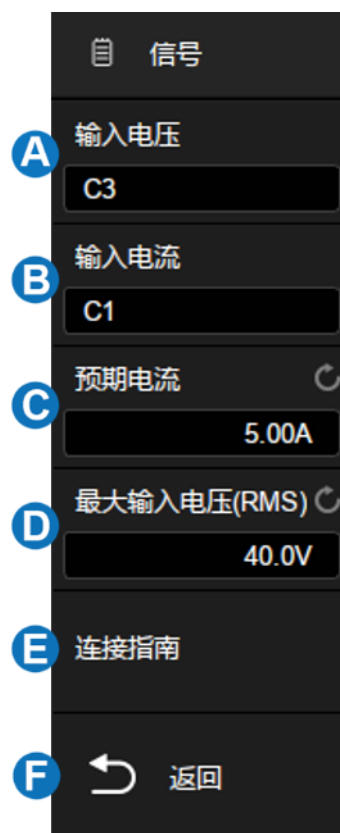 信号
A
输入电压
C3
B
输入电流
C1
C
预期电流
5.00A
D
最大输入电压(RMS)
40.0V
E
连接指南
F
返回